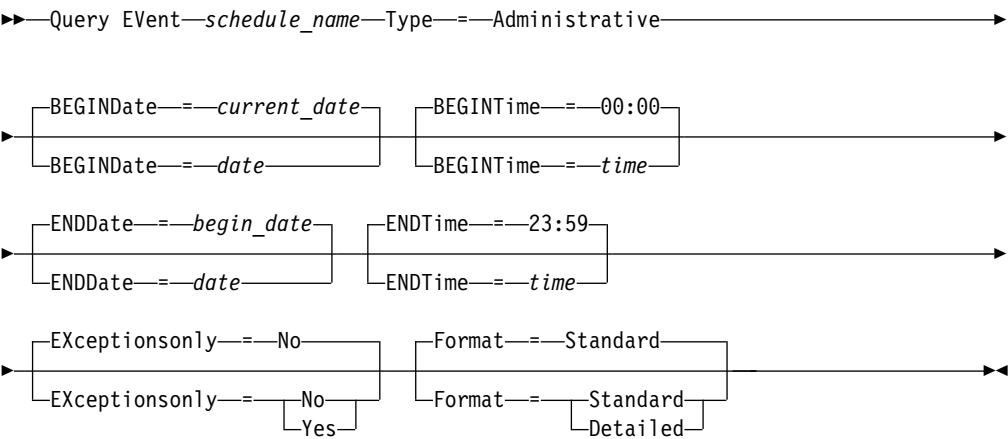 Query EVent schedule_name Type = Administrative
BEGINDate = current_date BEGINTime = 00:00
BEGINDate = date BEGINTime = time
ENDDate = begin_date ENDTime = 23:59
ENDDate = date ENDTime = time
EXceptionsonly = No Format = Standard
EXceptionsonly = No Format = Standard
Yes Detailed